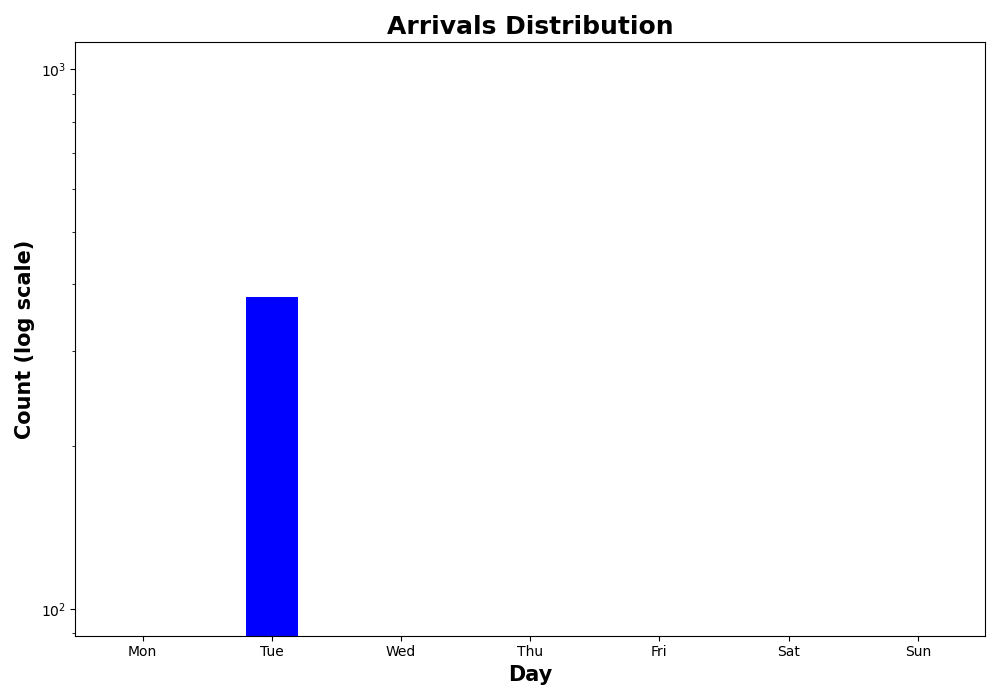 Arrivals Distribution
Count (log scale)
10³
10²
Mon Tue Wed Thu Fri Sat Sun
Day